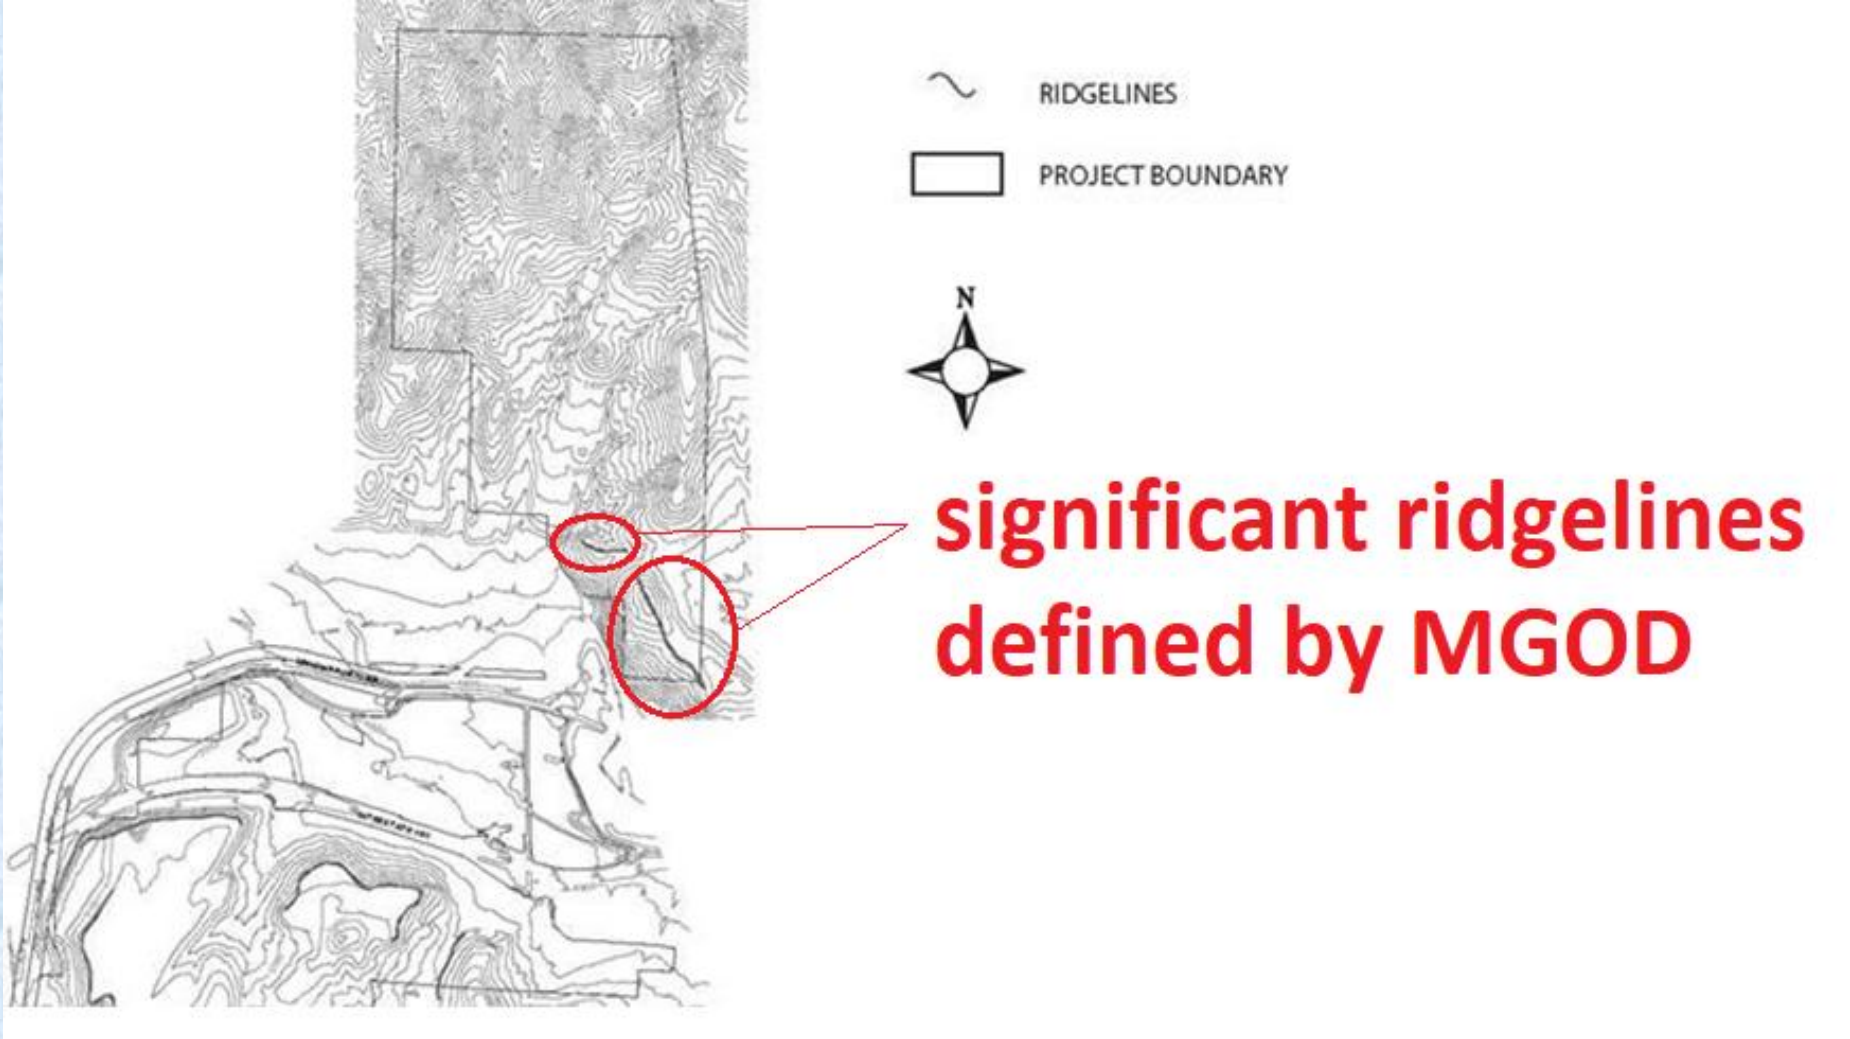 RIDGELINES
PROJECT BOUNDARY
N
significant ridgelines
defined by MGOD